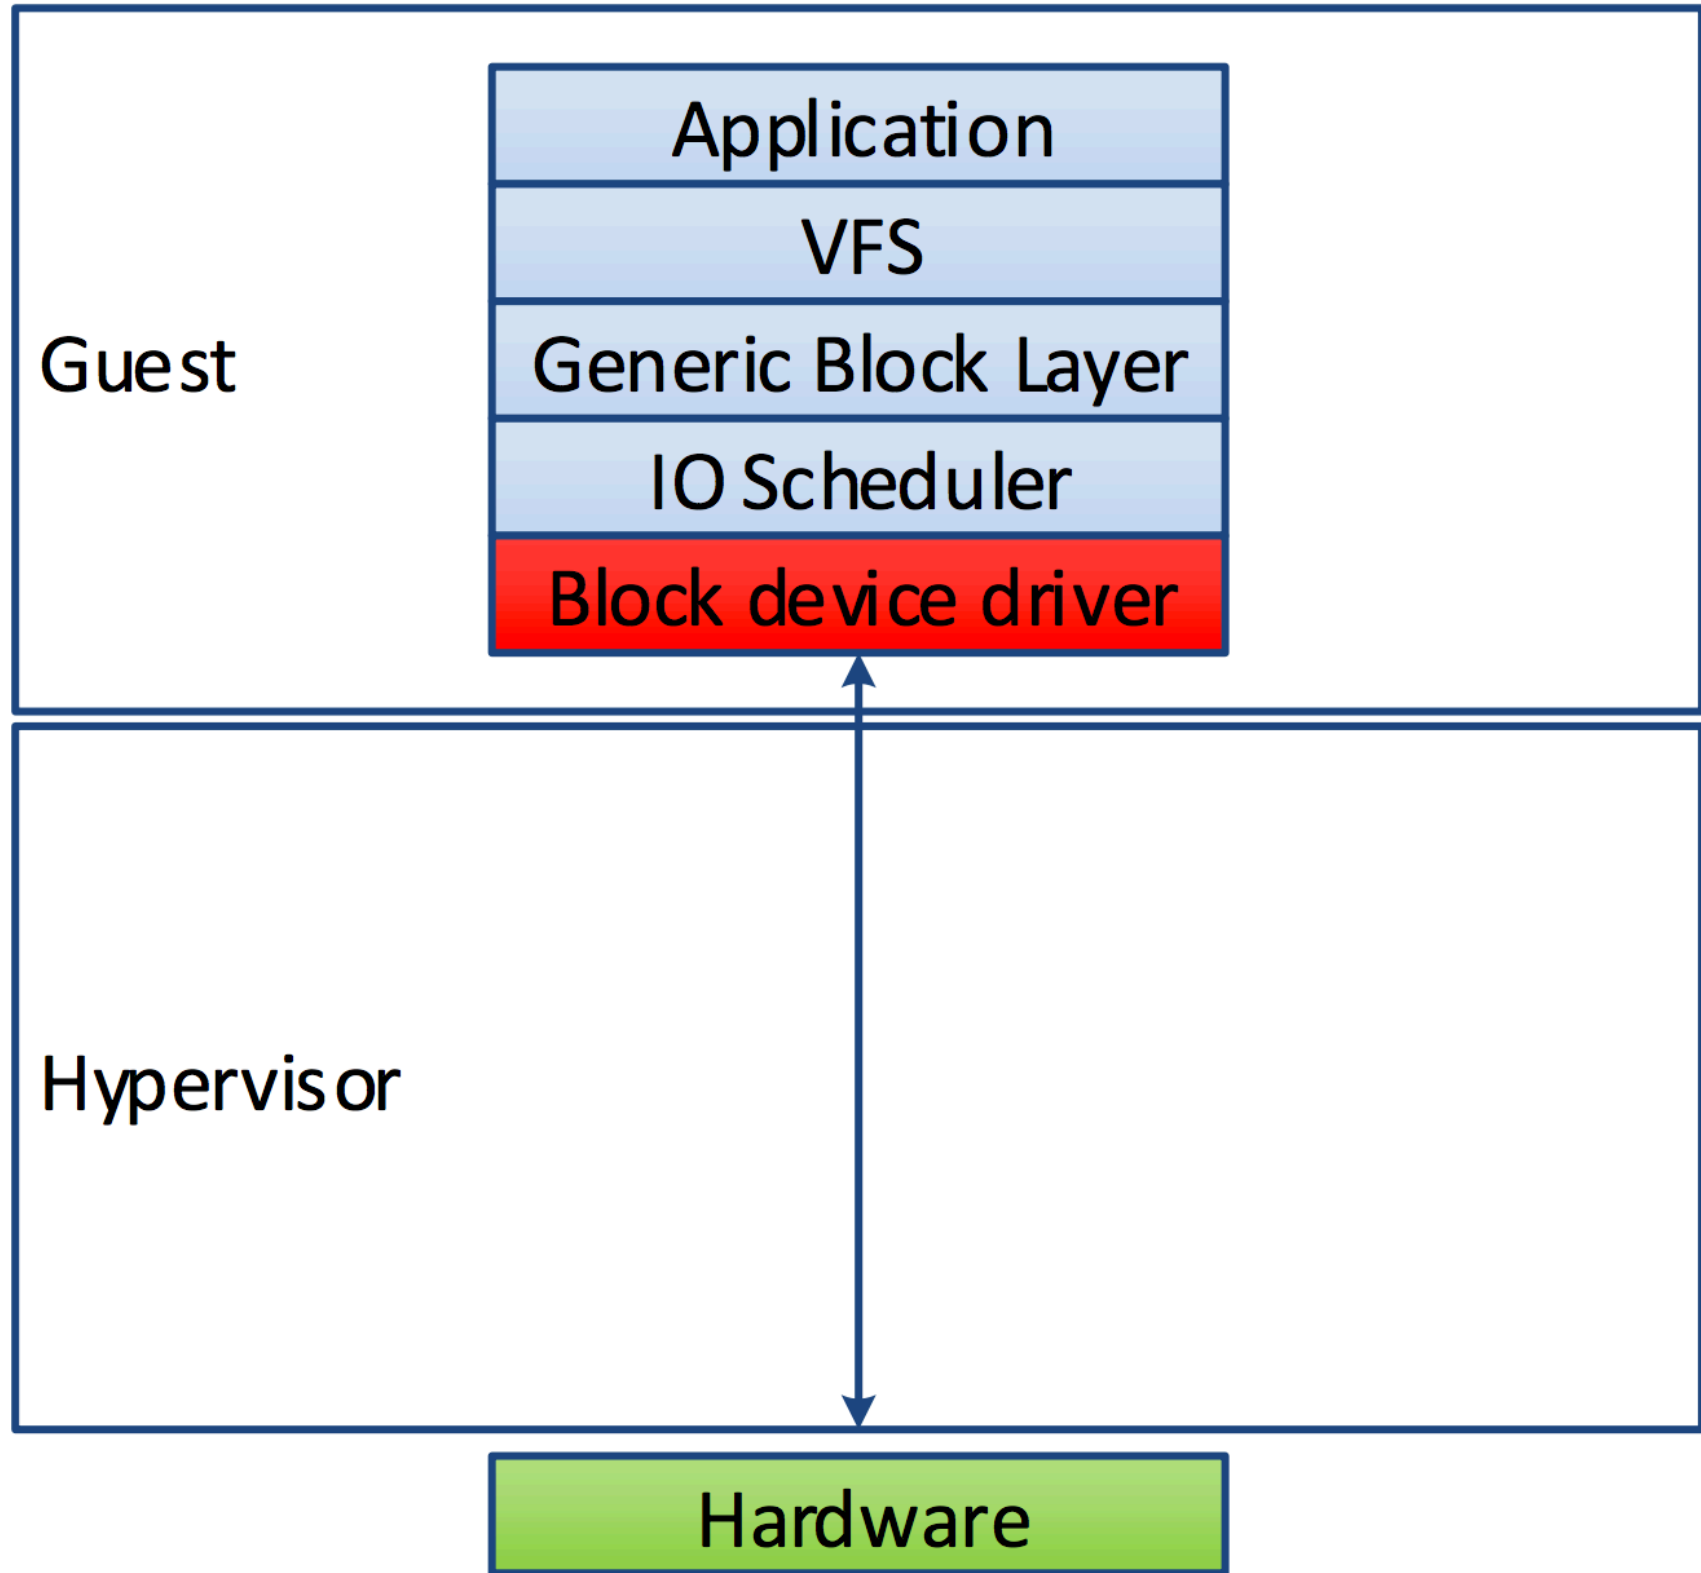 Application
VFS
Guest
Generic Block Layer
IO Scheduler
Block device driver
Hypervisor
Hardware